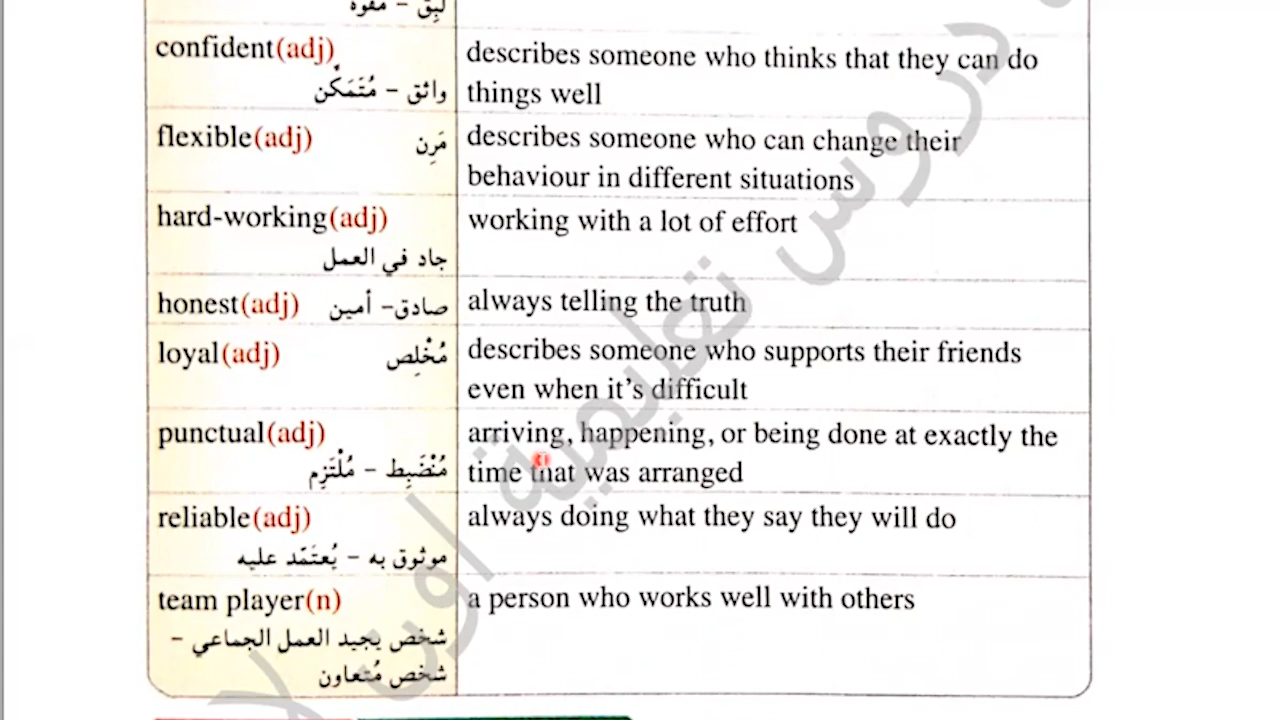 لَبِق – مفوَّه
confident(adj)
واثق – مُتَمَكِّن
describes someone who thinks that they can do
things well
flexible(adj) مَرِن
describes someone who can change their
behaviour in different situations
hard-working(adj)
جاد في العمل
working with a lot of effort
honest(adj) صادق– أمين
always telling the truth
loyal(adj) مُخْلِص
describes someone who supports their friends
even when it's difficult
punctual(adj)
مُنْضَبِط – مُلْتَزِم
arriving, happening, or being done at exactly the
time that was arranged
reliable(adj)
موثوق به – يُعتَمَد عليه
always doing what they say they will do
team player(n)
شخص يجيد العمل الجماعي –
شخص مُتعاون
a person who works well with others
دروس تعليمية اون لا